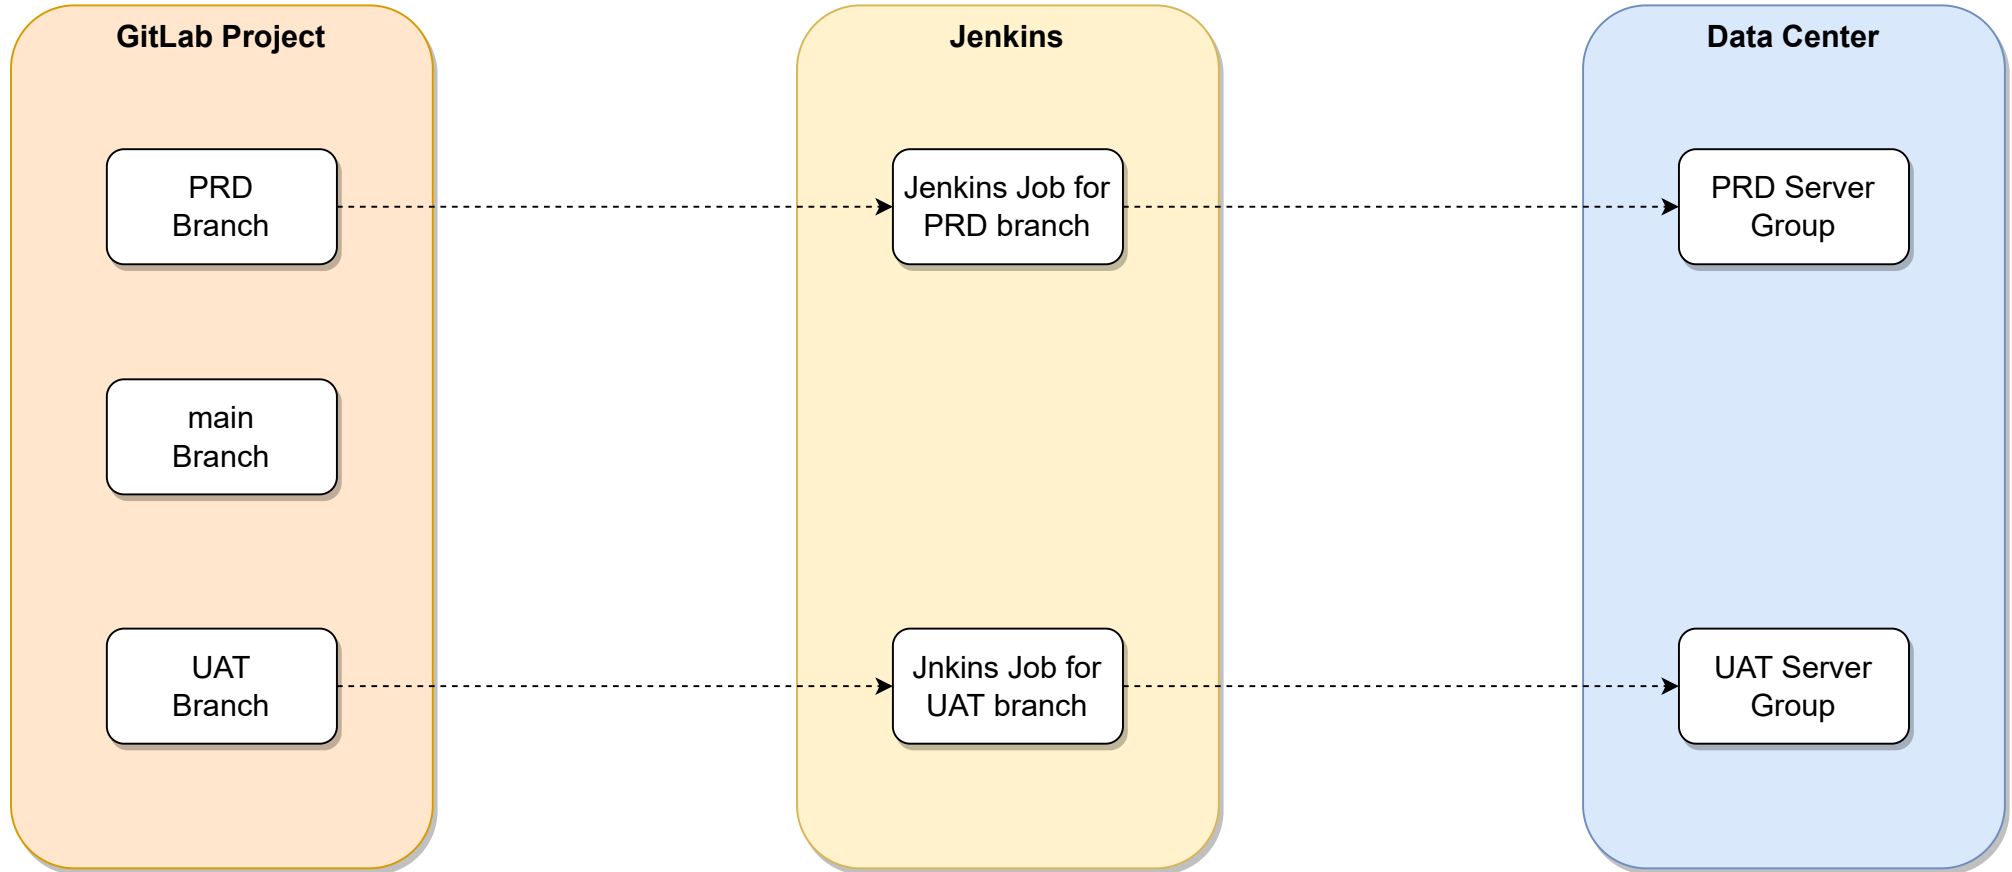 GitLab Project
Jenkins
Data Center
PRD
Branch
Jenkins Job for
PRD branch
PRD Server
Group
main
Branch
UAT
Branch
Jnkins Job for
UAT branch
UAT Server
Group